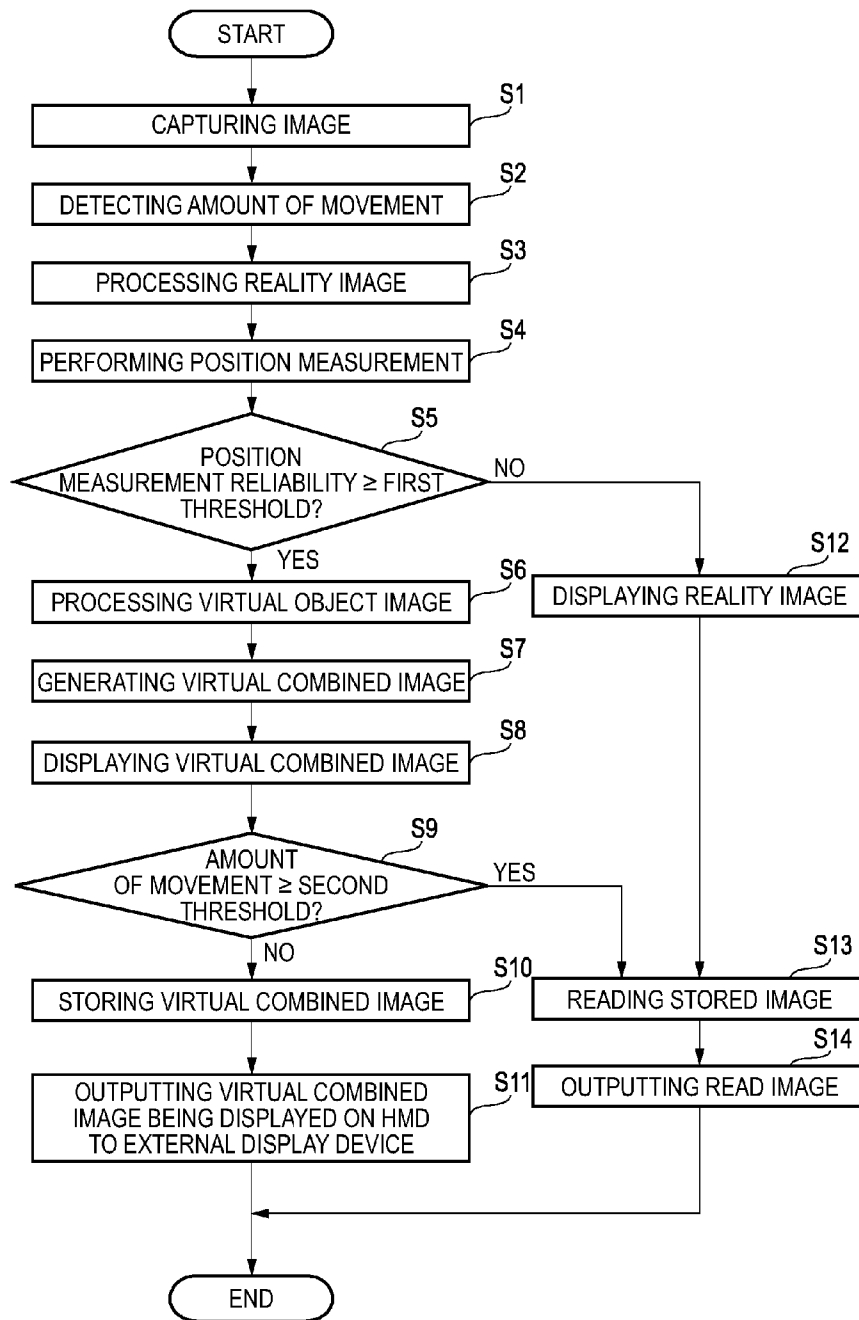 START
S1
CAPTURING IMAGE
S2
DETECTING AMOUNT OF MOVEMENT
S3
PROCESSING REALITY IMAGE
S4
PERFORMING POSITION MEASUREMENT
S5
POSITION
MEASUREMENT RELIABILITY ≥ FIRST
THRESHOLD?
NO
YES
S12
DISPLAYING REALITY IMAGE
S6
PROCESSING VIRTUAL OBJECT IMAGE
S7
GENERATING VIRTUAL COMBINED IMAGE
S8
DISPLAYING VIRTUAL COMBINED IMAGE
S9
AMOUNT
OF MOVEMENT ≥ SECOND
THRESHOLD?
YES
NO
S10
STORING VIRTUAL COMBINED IMAGE
S13
READING STORED IMAGE
S11
OUTPUTTING VIRTUAL COMBINED
IMAGE BEING DISPLAYED ON HMD
TO EXTERNAL DISPLAY DEVICE
S14
OUTPUTTING READ IMAGE
END